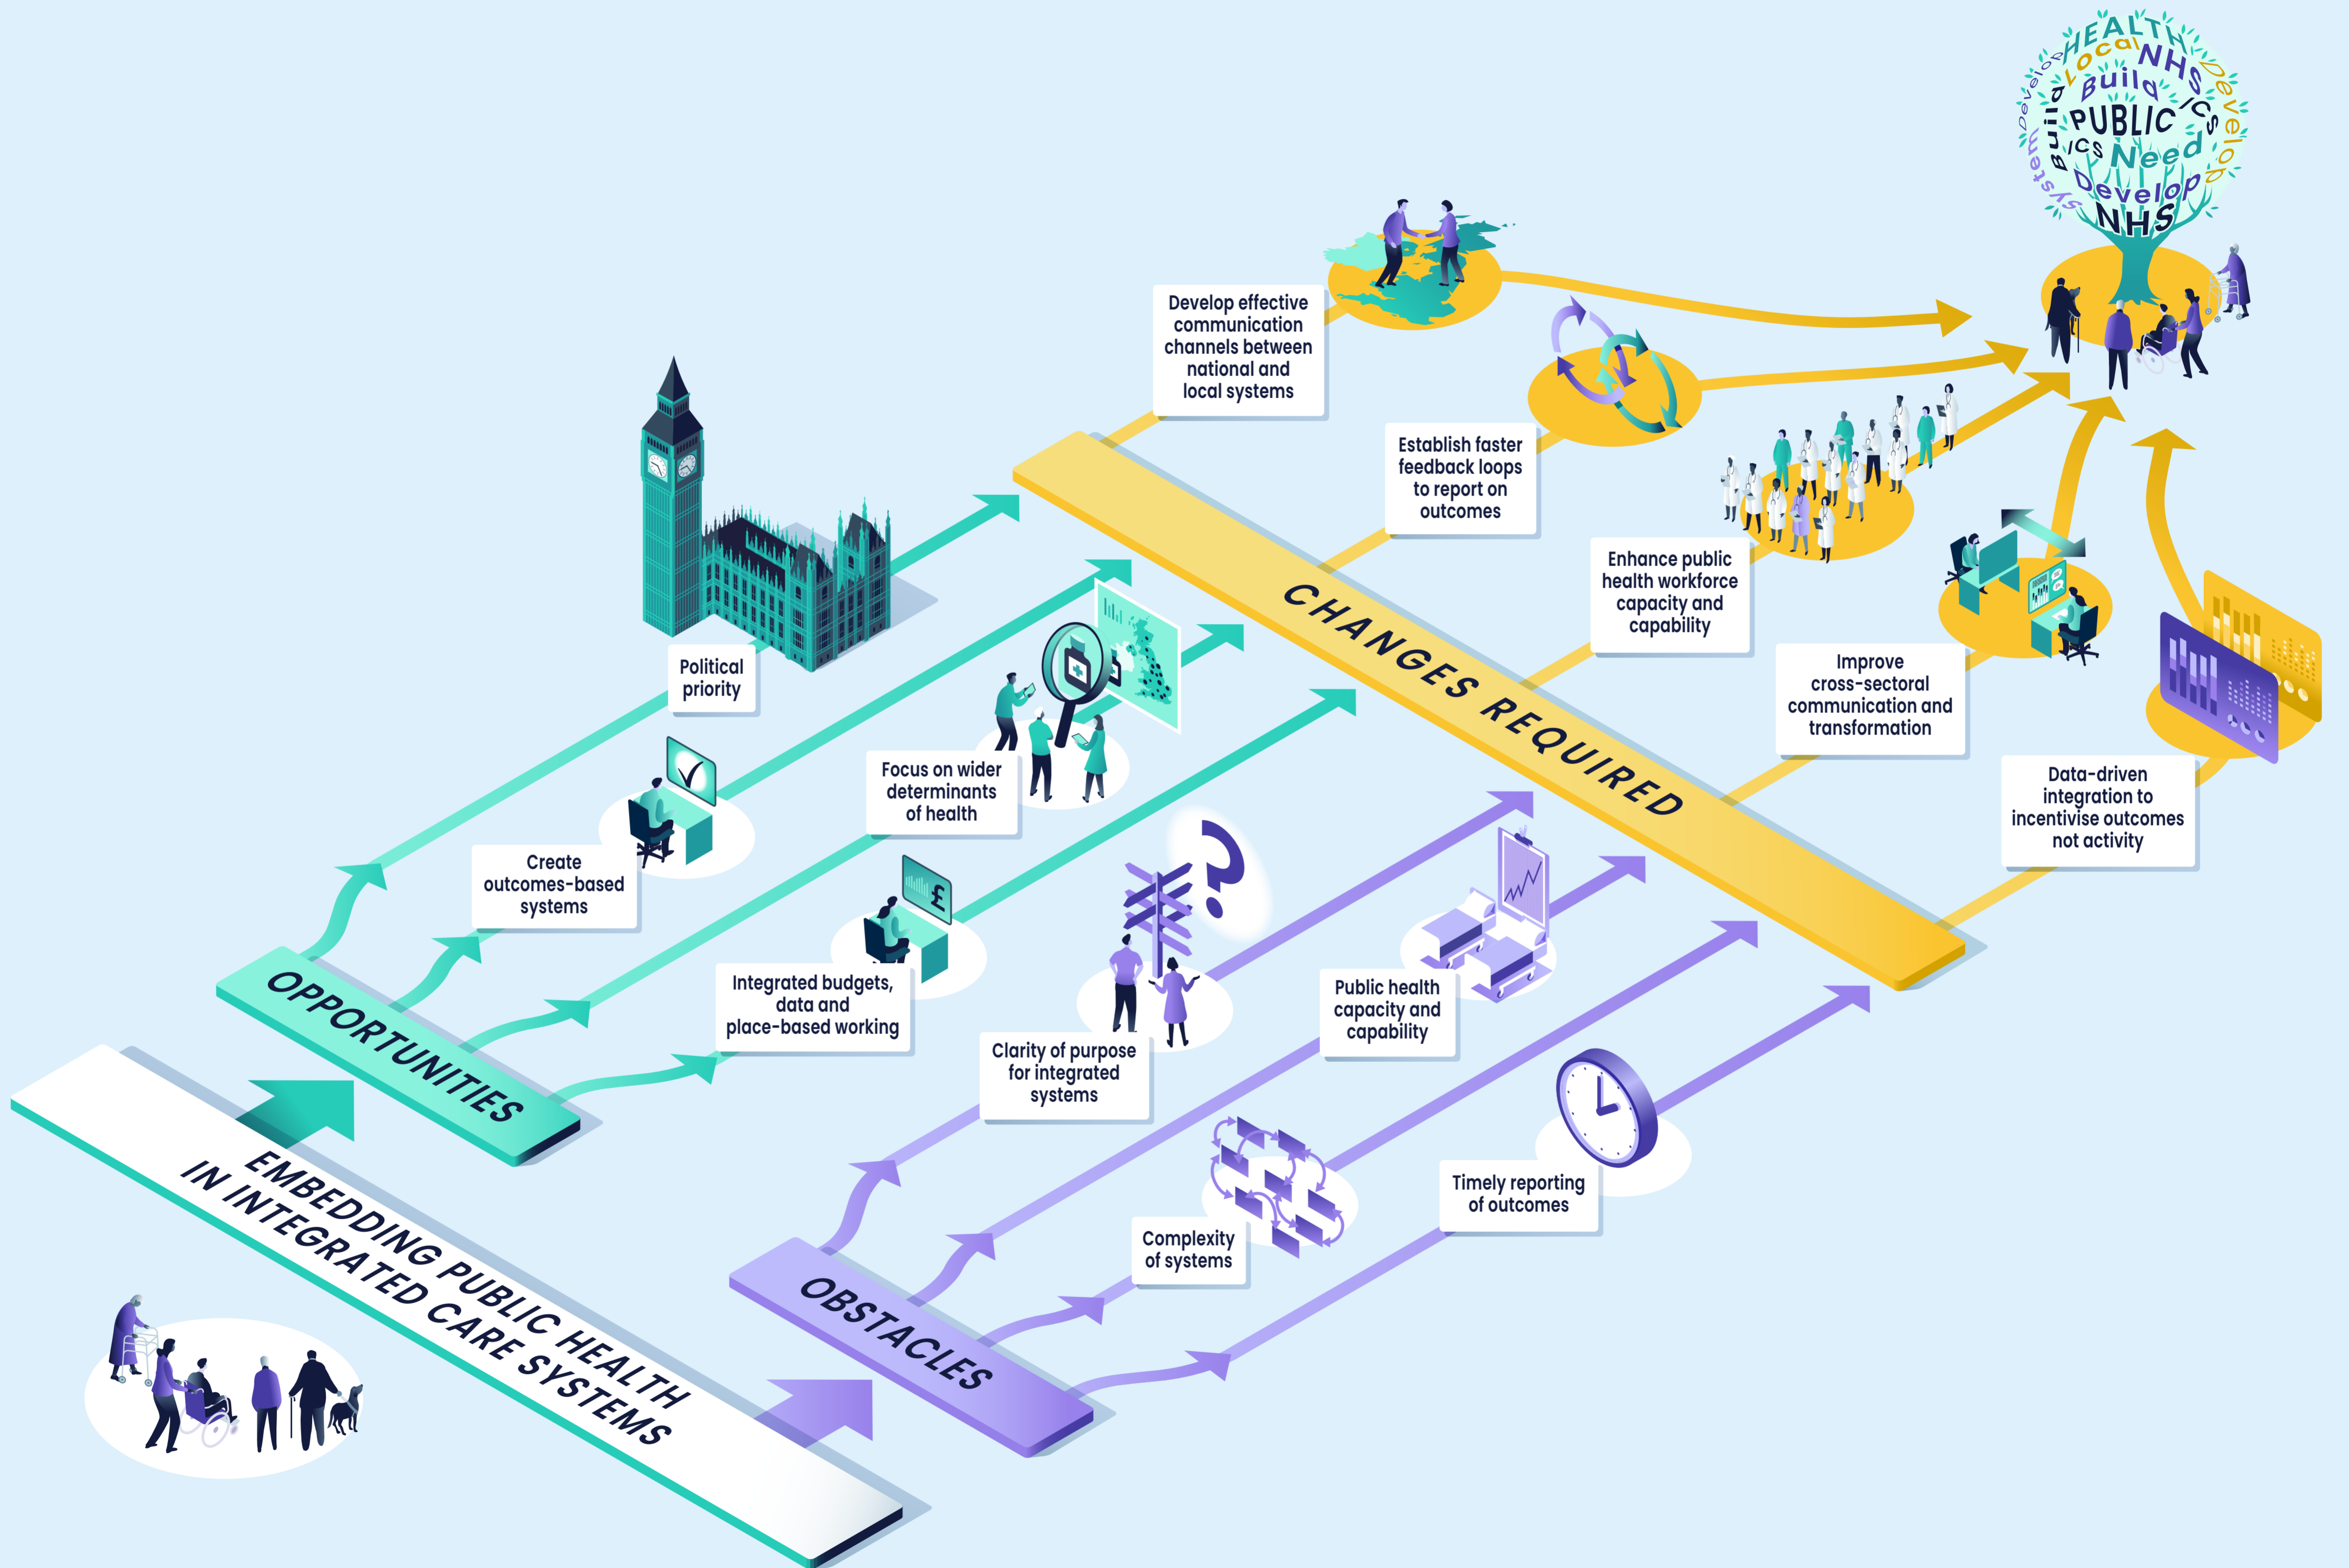 EMBEDDING PUBLIC HEALTH
IN INTEGRATED CARE SYSTEMS
OPPORTUNITIES
Political
priority
Create
outcomes-based
systems
Focus on wider
determinants
of health
Integrated budgets,
data and
place-based working
£
OBSTACLES
Clarity of purpose
for integrated
systems
?
Public health
capacity and
capability
Complexity
of systems
Timely reporting
of outcomes
CHANGES REQUIRED
Develop effective
communication
channels between
national and
local systems
Establish faster
feedback loops
to report on
outcomes
Enhance public
health workforce
capacity and
capability
Improve
cross-sectoral
communication and
transformation
Data-driven
integration to
incentivise outcomes
not activity
HEALTH
Develop
Local
NHS
Develop
Build
Build
ICS
PUBLIC
ICS
Need
System
Develop
NHS